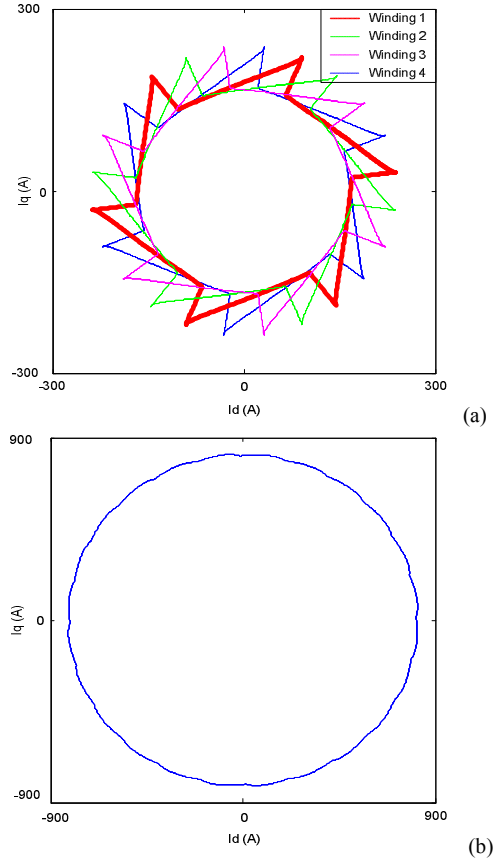 300
Winding 1
Winding 2
Winding 3
Winding 4
Iq (A)
0
-300
-300
0
300
Id (A)
(a)
900
Iq (A)
0
-900
-900
0
900
Id (A)
(b)